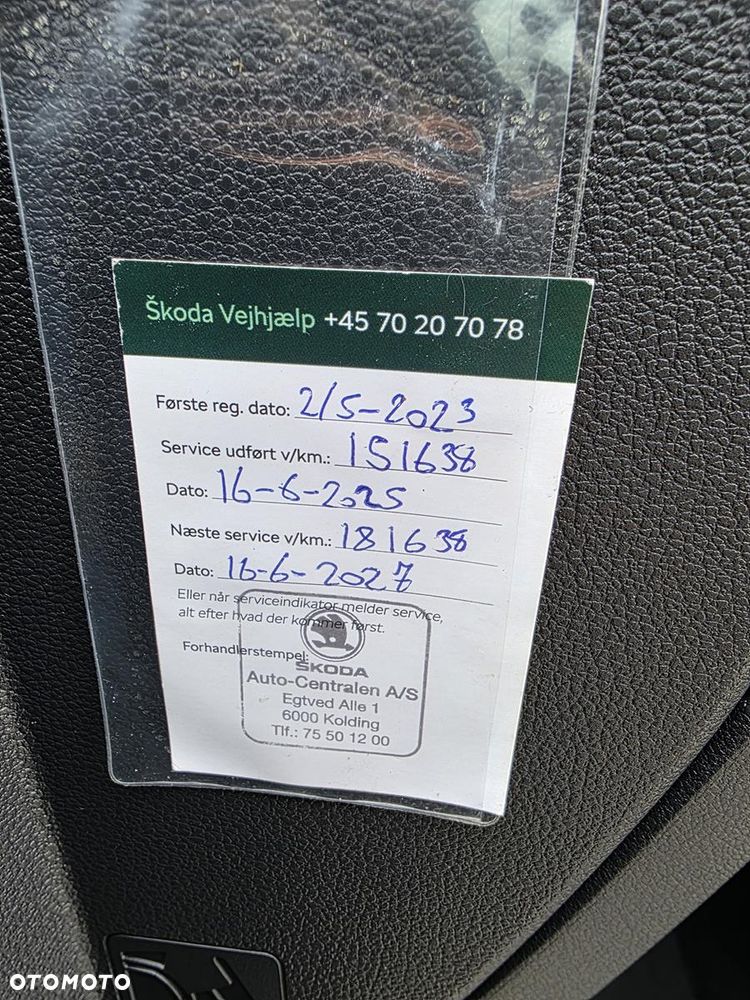 Škoda Vejhjælp +45 70 20 70 78
Første reg. dato: 2/5-2023
Service udført v/km.: 151638
Dato: 16-6-2025
Næste service v/km.: 181638
Dato: 16-6-2027
Eller når serviceindikator melder service,
alt efter hvad der kommer først.
Forhandlerstempel:
ŠKODA
Auto-Centralen A/S
Egtved Alle 1
6000 Kolding
Tlf.: 75 50 12 00
OTOMOTO